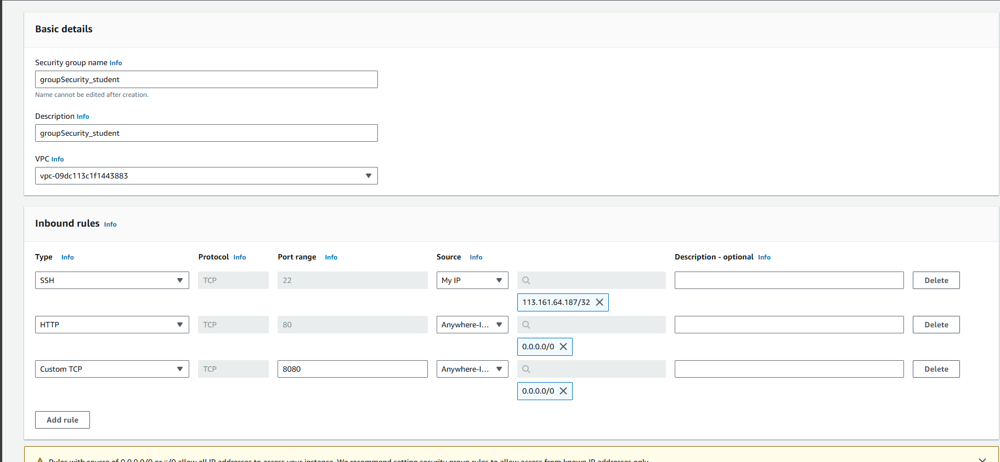 Basic details
Security group name Info
groupSecurity_student
Name cannot be edited after creation.
Description Info
groupSecurity_student
VPC Info
vpc-09dc113c1f1443883
Inbound rules Info
Type Info Protocol Info Port range Info Source Info Description - optional Info
SSH TCP 22 My IP Delete
113.161.64.187/32
HTTP TCP 80 Anywhere-I... Delete
0.0.0.0/0
Custom TCP TCP 8080 Anywhere-I... Delete
0.0.0.0/0
Add rule
Rules with source of 0.0.0.0/0 or ::/0 allow all IP addresses to access your instance. We recommend setting security group rules to allow access from known IP addresses only.